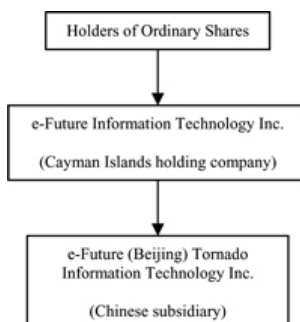 Holders of Ordinary Shares
e-Future Information Technology Inc.
(Cayman Islands holding company)
e-Future (Beijing) Tornado
Information Technology Inc.
(Chinese subsidiary)